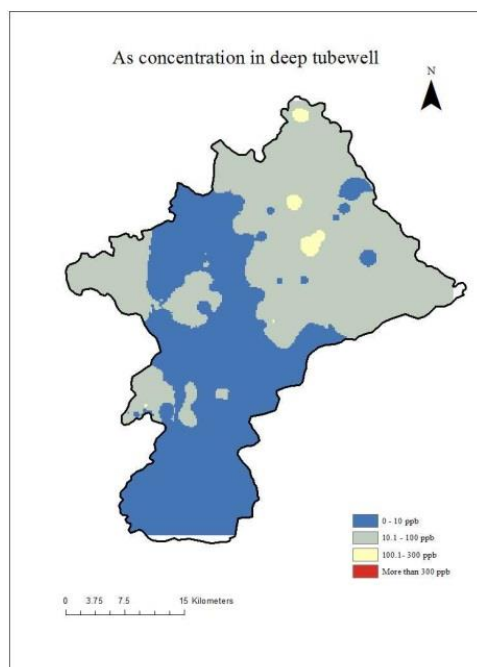 As concentration in deep tubewell
N
0 - 10 ppb
10.1 - 100 ppb
100.1- 300 ppb
More than 300 ppb
0 3.75 7.5 15 Kilometers